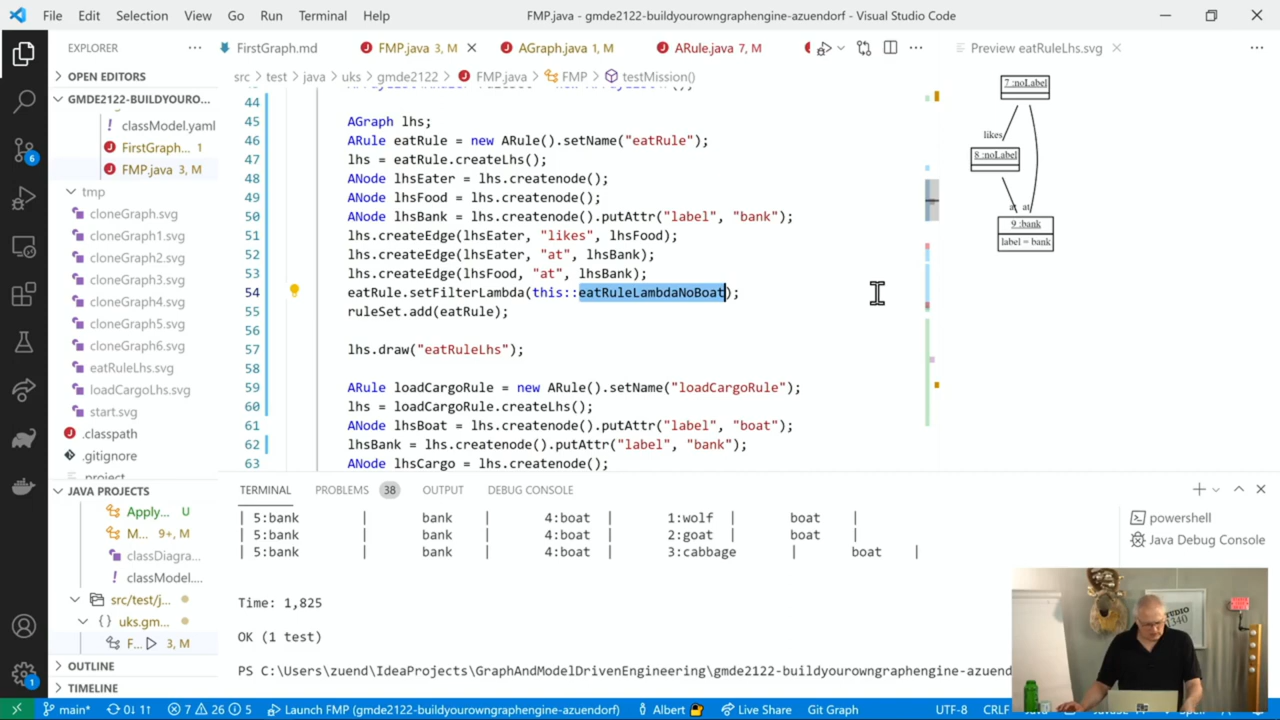 File Edit Selection View Go Run Terminal Help FMP.java - gmde2122-buildyourowngraphengine-azuendorf - Visual Studio Code
EXPLORER ··· FirstGraph.md FMP.java 3, M AGraph.java 1, M ARule.java 7, M Preview eatRuleLhs.svg
OPEN EDITORS
src > test > java > uks > gmde2122 > FMP.java > FMP > testMission()
GMDE2122-BUILDYOURO...
classModel.yaml
FirstGraph... 1
FMP.java 3, M
tmp
cloneGraph.svg
cloneGraph1.svg
cloneGraph2.svg
cloneGraph3.svg
cloneGraph4.svg
cloneGraph5.svg
cloneGraph6.svg
eatRuleLhs.svg
loadCargoLhs.svg
start.svg
.classpath
.gitignore
.project
JAVA PROJECTS
Apply... U
M... 9+, M
classDiagra...
classModel....
src/test/j...
uks.gm...
F... 3, M
OUTLINE
TIMELINE
44
45 AGraph lhs;
46 ARule eatRule = new ARule().setName("eatRule");
47 lhs = eatRule.createLhs();
48 ANode lhsEater = lhs.createnode();
49 ANode lhsFood = lhs.createnode();
50 ANode lhsBank = lhs.createnode().putAttr("label", "bank");
51 lhs.createEdge(lhsEater, "likes", lhsFood);
52 lhs.createEdge(lhsEater, "at", lhsBank);
53 lhs.createEdge(lhsFood, "at", lhsBank);
54 eatRule.setFilterLambda(this::eatRuleLambdaNoBoat);
55 ruleSet.add(eatRule);
56
57 lhs.draw("eatRuleLhs");
58
59 ARule loadCargoRule = new ARule().setName("loadCargoRule");
60 lhs = loadCargoRule.createLhs();
61 ANode lhsBoat = lhs.createnode().putAttr("label", "boat");
62 lhsBank = lhs.createnode().putAttr("label", "bank");
63 ANode lhsCargo = lhs.createnode();
7 :noLabel
likes
8 :noLabel
at at
9 :bank
label = bank
TERMINAL PROBLEMS 38 OUTPUT DEBUG CONSOLE
| 5:bank | bank | 4:boat | 1:wolf | boat |
| 5:bank | bank | 4:boat | 2:goat | boat |
| 5:bank | bank | 4:boat | 3:cabbage | boat |
Time: 1,825
OK (1 test)
PS C:\Users\zuend\IdeaProjects\GraphAndModelDrivenEngineering\gmde2122-buildyourowngraphengine-azuend
powershell
Java Debug Console
STUDIO
340
6
1
main* 0↓ 1↑ 7 26 5 Launch FMP (gmde2122-buildyourowngraphengine-azuendorf) Albert Live Share Git Graph UTF-8 CRLF